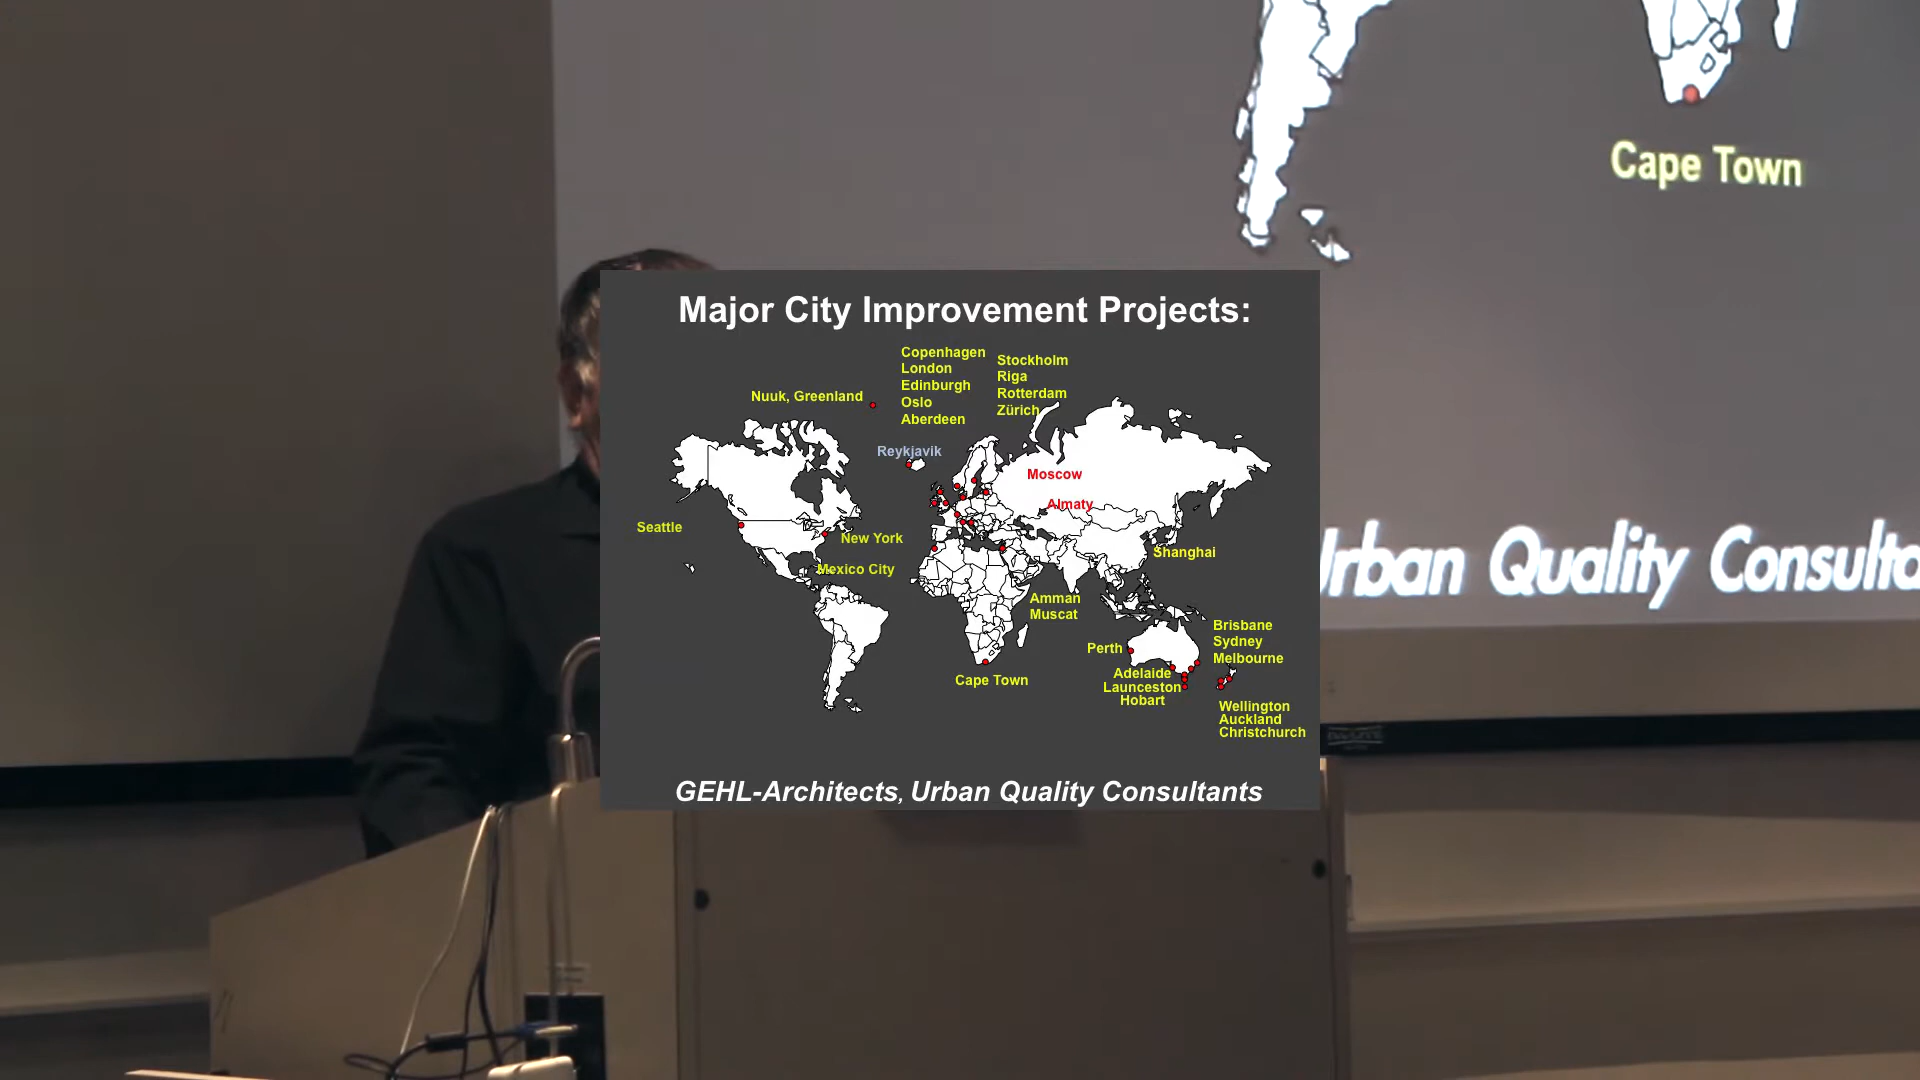 Cape Town
Urban Quality Consulta
Major City Improvement Projects:
Copenhagen
London
Edinburgh
Oslo
Aberdeen
Stockholm
Riga
Rotterdam
Zürich
Nuuk, Greenland
Reykjavik
Moscow
Almaty
Seattle
New York
Mexico City
Shanghai
Amman
Muscat
Brisbane
Sydney
Melbourne
Perth
Adelaide
Launceston
Hobart
Cape Town
Wellington
Auckland
Christchurch
GEHL-Architects, Urban Quality Consultants